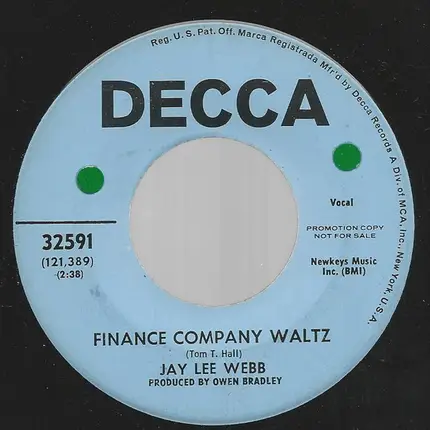 Reg. U.S. Pat. Off. Marca Registrada Mfr'd by Decca Records A Div. of MCA, Inc., New York, U.S.A.
DECCA
Vocal
PROMOTION COPY
NOT FOR SALE
32591
(121,389)
(2:38)
Newkeys Music
Inc. (BMI)
FINANCE COMPANY WALTZ
(Tom T. Hall)
JAY LEE WEBB
PRODUCED BY OWEN BRADLEY